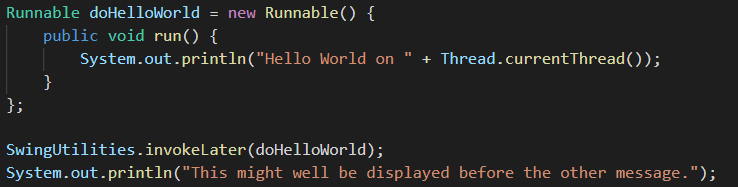 Runnable doHelloWorld = new Runnable() {
    public void run() {
        System.out.println("Hello World on " + Thread.currentThread());
    }
};

SwingUtilities.invokeLater(doHelloWorld);
System.out.println("This might well be displayed before the other message.");